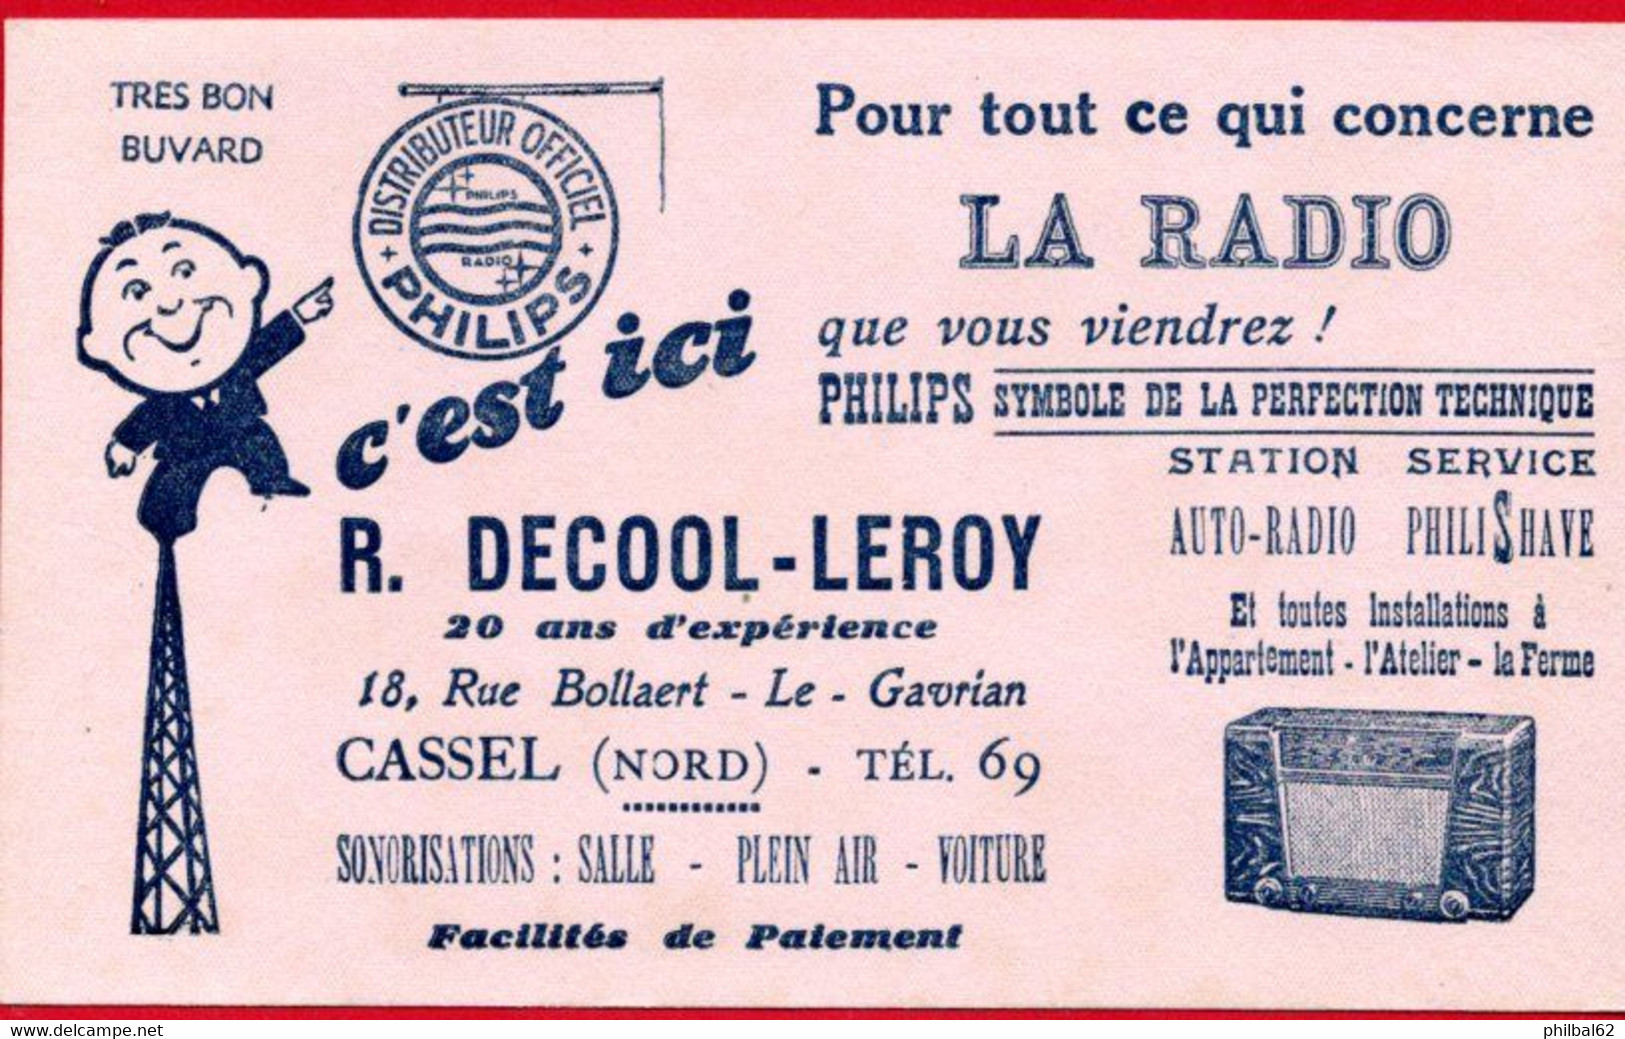 TRES BON
BUVARD
DISTRIBUTEUR OFFICIEL
PHILIPS
RADIO
+ PHILIPS +
c'est ici
R. DECOOL-LEROY
20 ans d'expérience
18, Rue Bollaert - Le - Gavrian
CASSEL (NORD) - TÉL. 69
SONORISATIONS : SALLE - PLEIN AIR - VOITURE
Facilités de Paiement
Pour tout ce qui concerne
LA RADIO
que vous viendrez !
PHILIPS SYMBOLE DE LA PERFECTION TECHNIQUE
STATION SERVICE
AUTO-RADIO PHILISHAVE
Et toutes Installations à
l'Appartement - l'Atelier - la Ferme
www.delcampe.net
philbal62